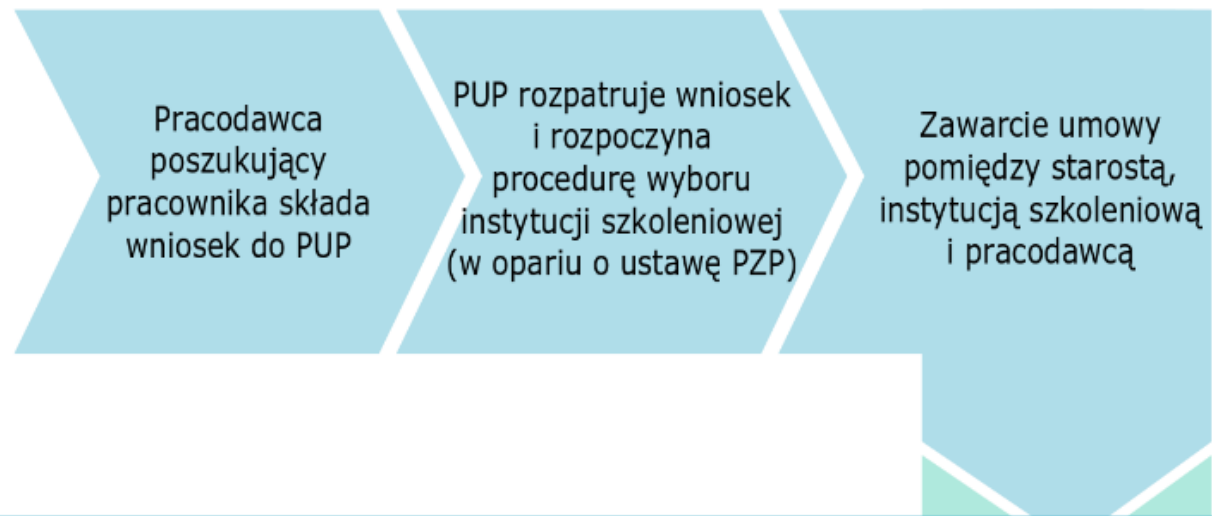 Pracodawca
poszukujący
pracownika składa
wniosek do PUP
PUP rozpatruje wniosek
i rozpoczyna
procedurę wyboru
instytucji szkoleniowej
(w opariu o ustawę PZP)
Zawarcie umowy
pomiędzy starostą,
instytucją szkoleniową
i pracodawcą